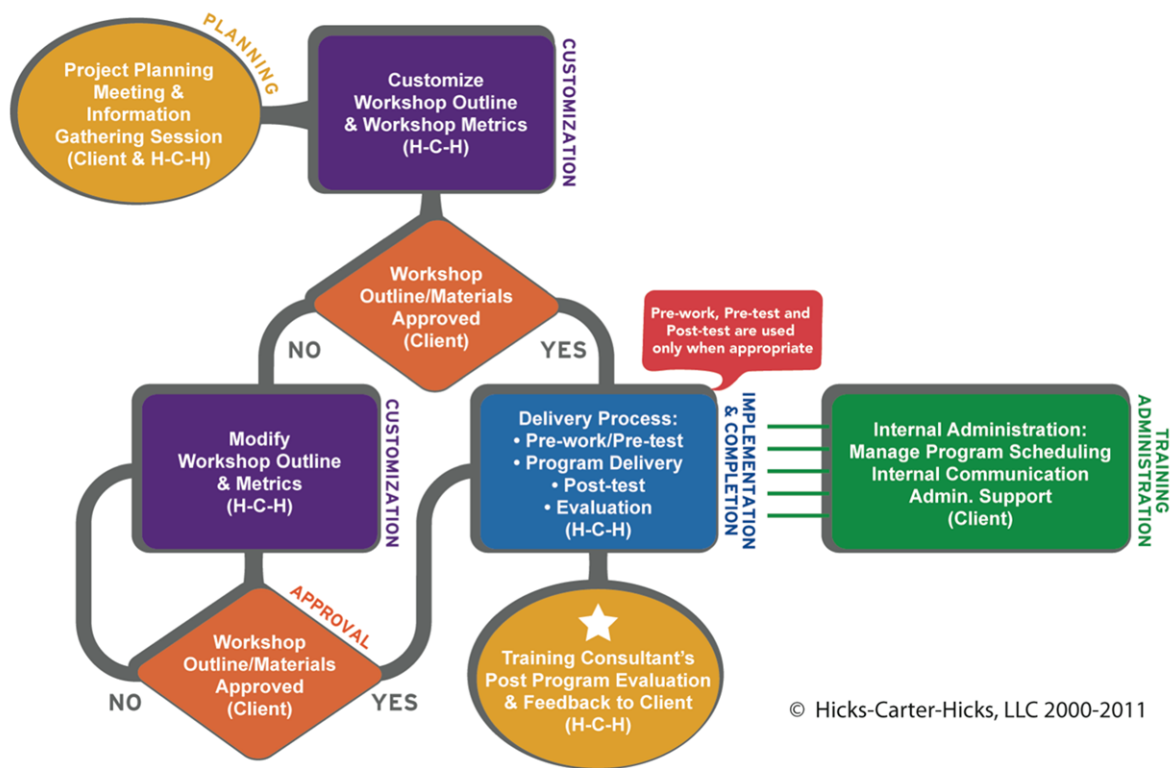 PLANNING
Project Planning
Meeting &
Information
Gathering Session
(Client & H-C-H)
CUSTOMIZATION
Customize
Workshop Outline
& Workshop Metrics
(H-C-H)
Workshop
Outline/Materials
Approved
(Client)
NO
YES
Pre-work, Pre-test and
Post-test are used
only when appropriate
CUSTOMIZATION
Modify
Workshop Outline
& Metrics
(H-C-H)
IMPLEMENTATION
& COMPLETION
Delivery Process:
• Pre-work/Pre-test
• Program Delivery
• Post-test
• Evaluation
(H-C-H)
TRAINING
ADMINISTRATION
Internal Administration:
Manage Program Scheduling
Internal Communication
Admin. Support
(Client)
APPROVAL
Workshop
Outline/Materials
Approved
(Client)
NO
YES
Training Consultant's
Post Program Evaluation
& Feedback to Client
(H-C-H)
© Hicks-Carter-Hicks, LLC 2000-2011